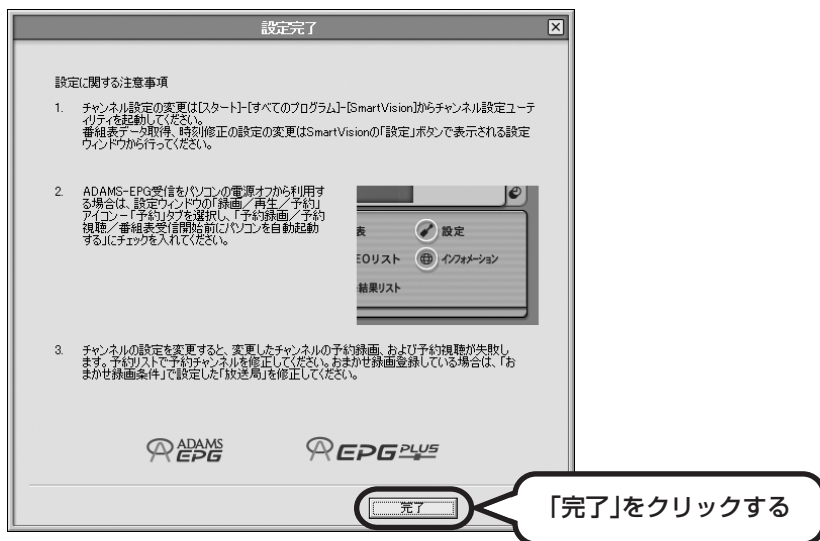 設定完了
設定に関する注意事項
1. チャンネル設定の変更は[スタート]-[すべてのプログラム]-[SmartVision]からチャンネル設定ユーテ
ィリティを起動してください。
番組表データ取得、時刻修正の設定の変更はSmartVisionの「設定」ボタンで表示される設定
ウィンドウから行ってください。
2. ADAMS-EPG受信をパソコンの電源オフから利用す
る場合は、設定ウィンドウの「録画／再生／予約」
アイコン－「予約」タブを選択し、「予約録画／予約
視聴／番組表受信開始前にパソコンを自動起動
する」にチェックを入れてください。
表 設定
EOリスト インフォメーション
結果リスト
3. チャンネルの設定を変更すると、変更したチャンネルの予約録画、および予約視聴が失敗し
ます。予約リストで予約チャンネルを修正してください。おまかせ録画登録している場合は、「お
まかせ録画条件」で設定した「放送局」を修正してください。
ADAMS EPG EPG PLUS
完了
「完了」をクリックする